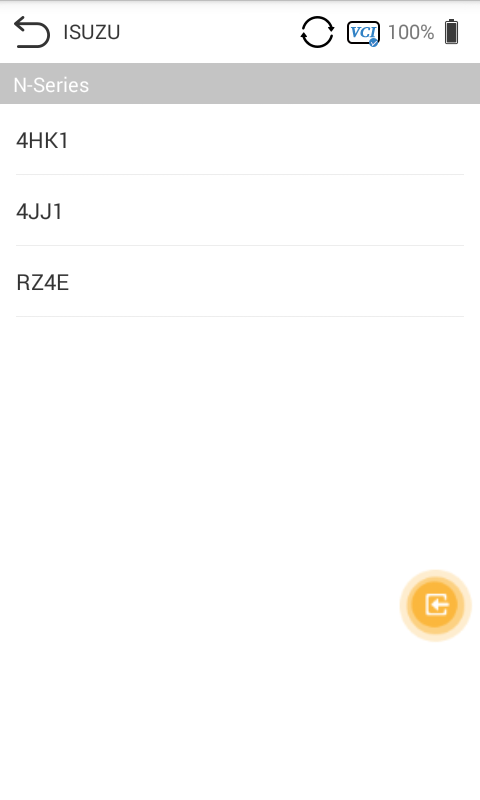 ISUZU VCI 100%
N-Series
4HK1
4JJ1
RZ4E